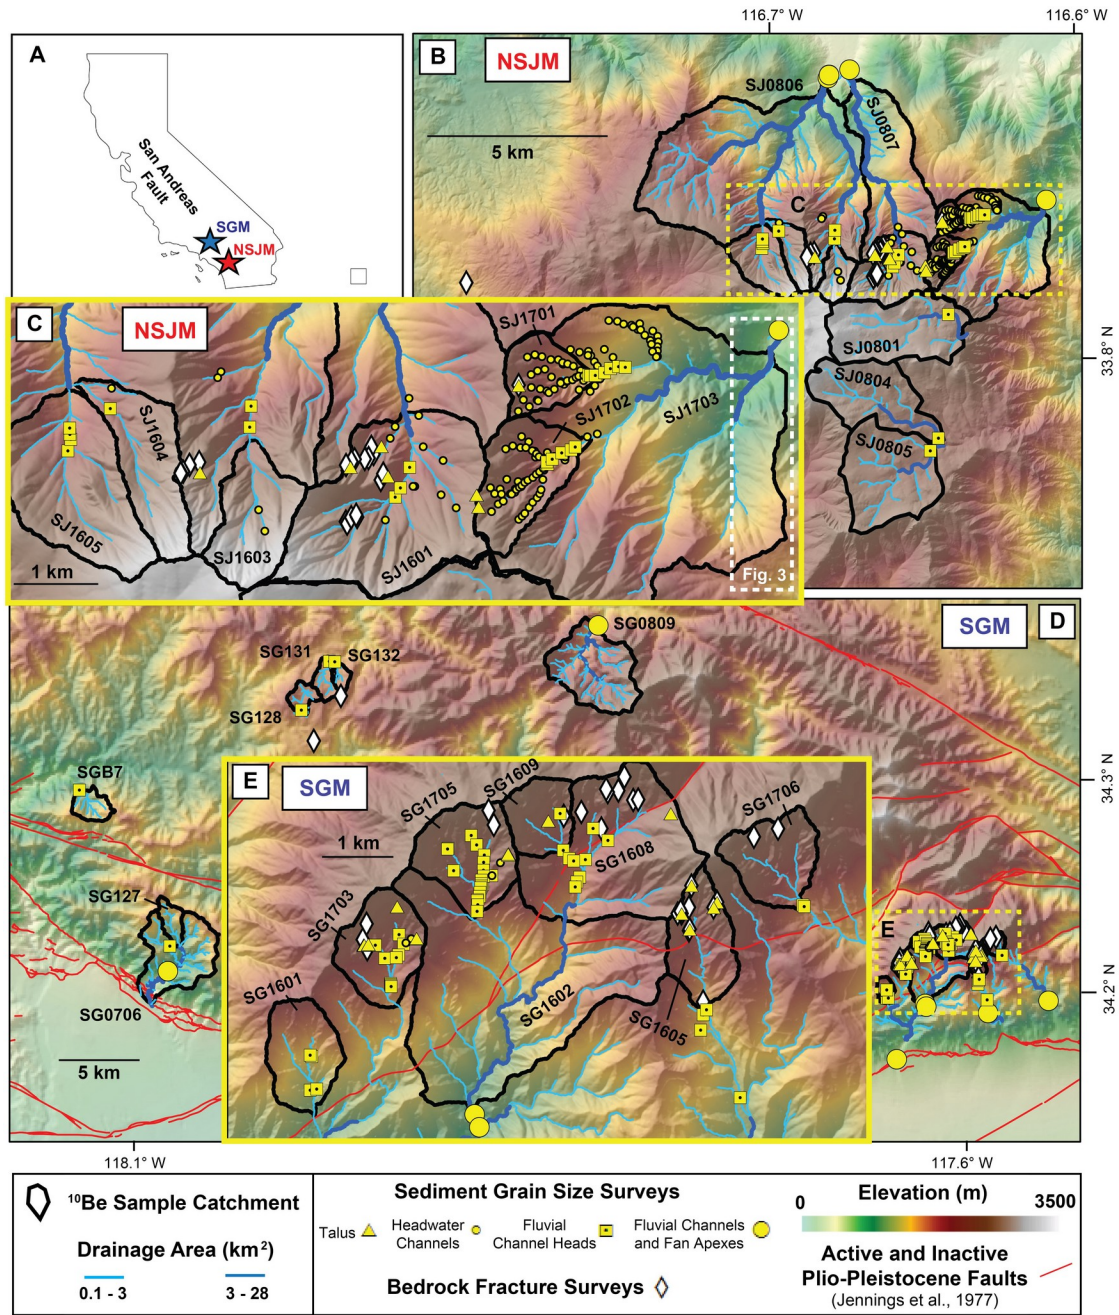 116.7° W
116.6° W
A
San Andreas
Fault
SGM
NSJM
B
NSJM
5 km
SJ0806
SJ0807
C
SJ0801
SJ0804
SJ0805
33.8° N
C
NSJM
SJ1701
SJ1702
SJ1703
SJ1604
SJ1605
SJ1603
SJ1601
1 km
Fig. 3
SGM
D
SG0809
SG131
SG132
SG128
SGB7
SG127
SG0706
5 km
34.3° N
34.2° N
E
E
SGM
SG1705
SG1609
SG1706
1 km
SG1608
SG1703
SG1601
SG1602
SG1605
118.1° W
117.6° W
¹⁰Be Sample Catchment
Drainage Area (km²)
0.1 - 3
3 - 28
Sediment Grain Size Surveys
Talus
Headwater
Channels
Fluvial
Channel Heads
Fluvial Channels
and Fan Apexes
Bedrock Fracture Surveys
Elevation (m)
0
3500
Active and Inactive
Plio-Pleistocene Faults
(Jennings et al., 1977)